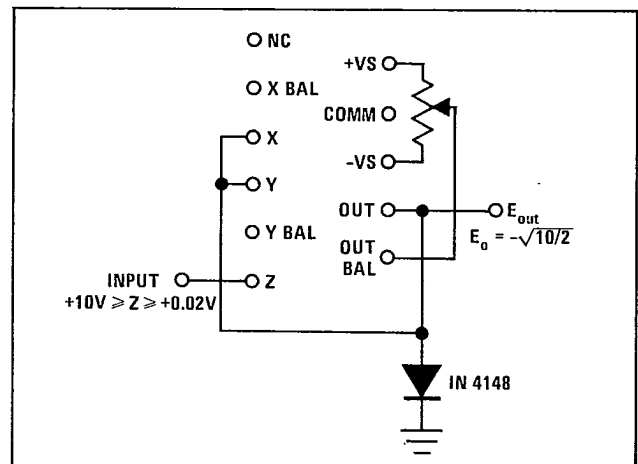 NC
+VS
X BAL
COMM
X
-VS
Y
OUT
E_out
E_o = -√10/2
Y BAL
OUT
BAL
INPUT
Z
+10V ≥ Z ≥ +0.02V
IN 4148